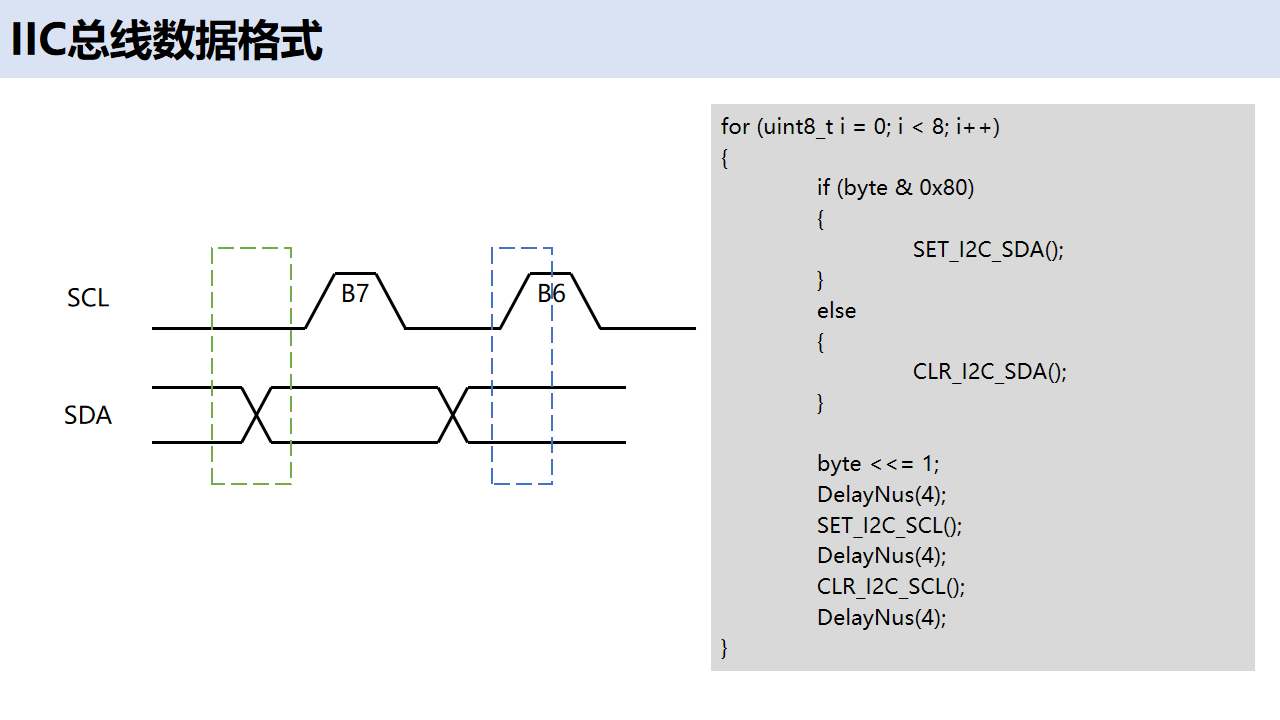 IIC总线数据格式
SCL
B7
B6
SDA
for (uint8_t i = 0; i < 8; i++)
{
if (byte & 0x80)
{
SET_I2C_SDA();
}
else
{
CLR_I2C_SDA();
}
byte <<= 1;
DelayNus(4);
SET_I2C_SCL();
DelayNus(4);
CLR_I2C_SCL();
DelayNus(4);
}